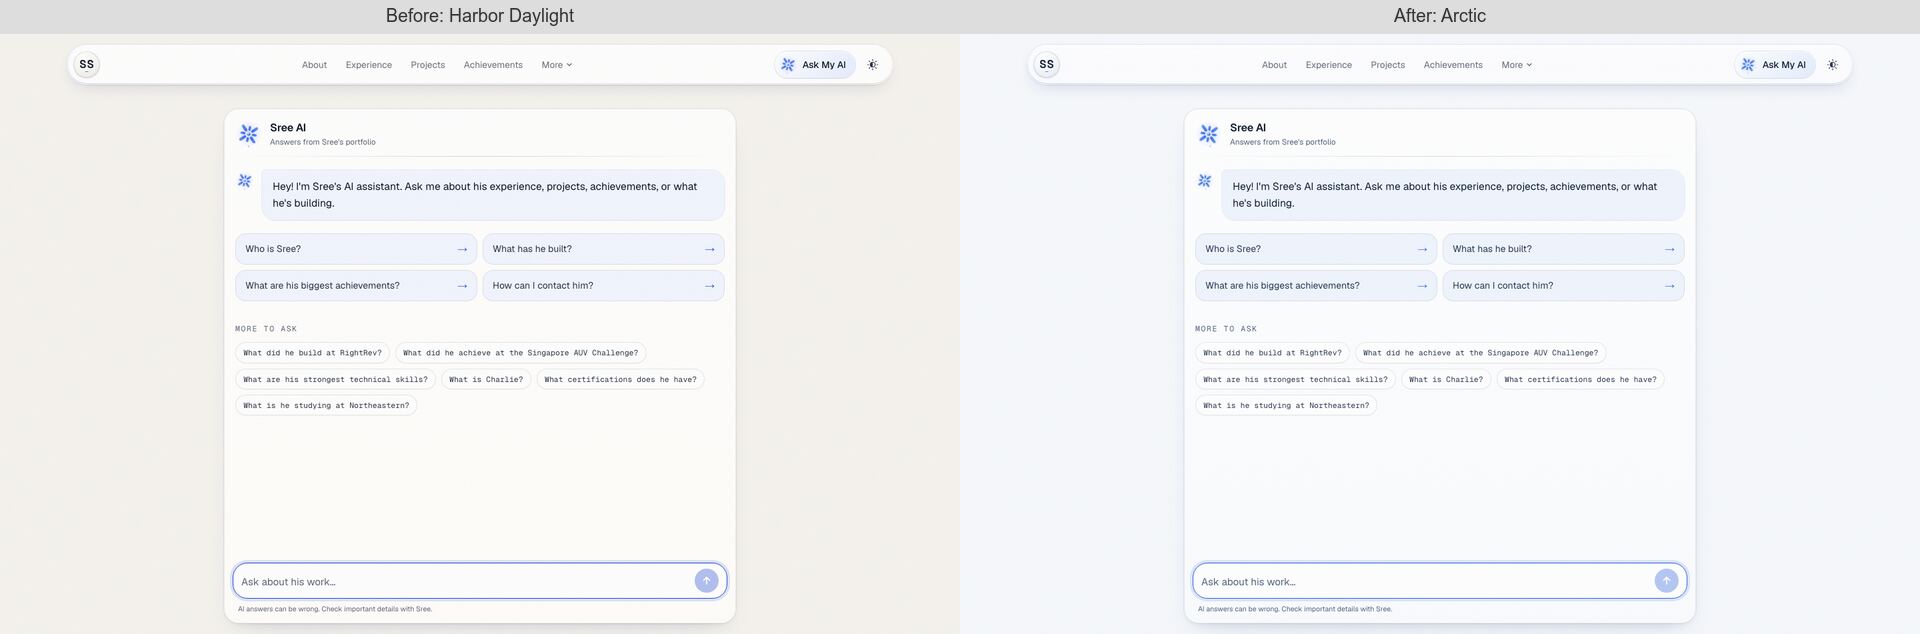 Before: Harbor Daylight
SS
About Experience Projects Achievements More
Ask My AI
Sree AI
Answers from Sree's portfolio
Hey! I'm Sree's AI assistant. Ask me about his experience, projects, achievements, or what
he's building.
Who is Sree? →
What has he built? →
What are his biggest achievements? →
How can I contact him? →
MORE TO ASK
What did he build at RightRev?
What did he achieve at the Singapore AUV Challenge?
What are his strongest technical skills?
What is Charlie?
What certifications does he have?
What is he studying at Northeastern?
Ask about his work...
AI answers can be wrong. Check important details with Sree.
After: Arctic
SS
About Experience Projects Achievements More
Ask My AI
Sree AI
Answers from Sree's portfolio
Hey! I'm Sree's AI assistant. Ask me about his experience, projects, achievements, or what
he's building.
Who is Sree? →
What has he built? →
What are his biggest achievements? →
How can I contact him? →
MORE TO ASK
What did he build at RightRev?
What did he achieve at the Singapore AUV Challenge?
What are his strongest technical skills?
What is Charlie?
What certifications does he have?
What is he studying at Northeastern?
Ask about his work...
AI answers can be wrong. Check important details with Sree.